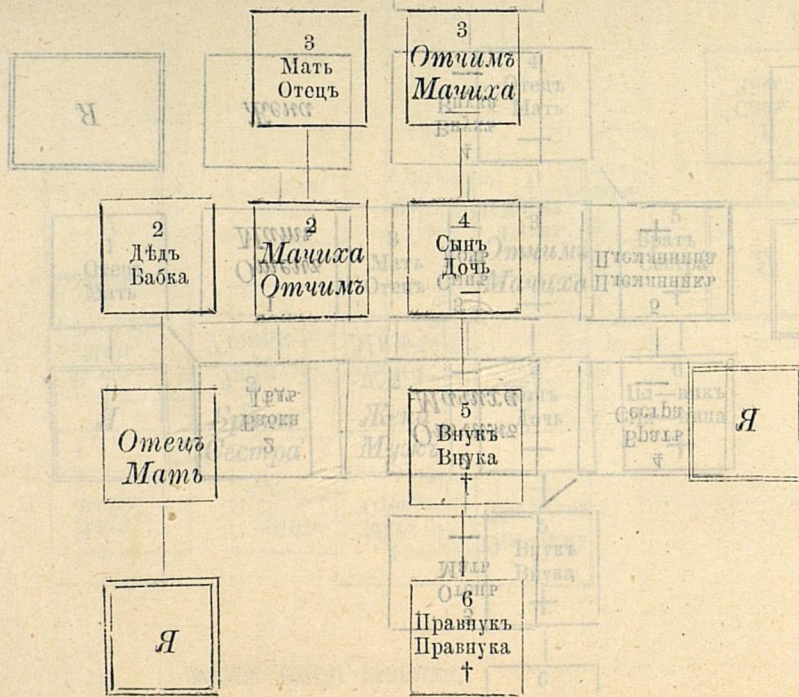 3
Мать
Отецъ
3
Отчимъ
Мачиха
2
Дѣдъ
Бабка
2
Мачиха
Отчимъ
4
Сынъ
Дочь
Отецъ
Мать
5
Внукъ
Внука
†
Я
Я
6
Правнукъ
Правнука
†